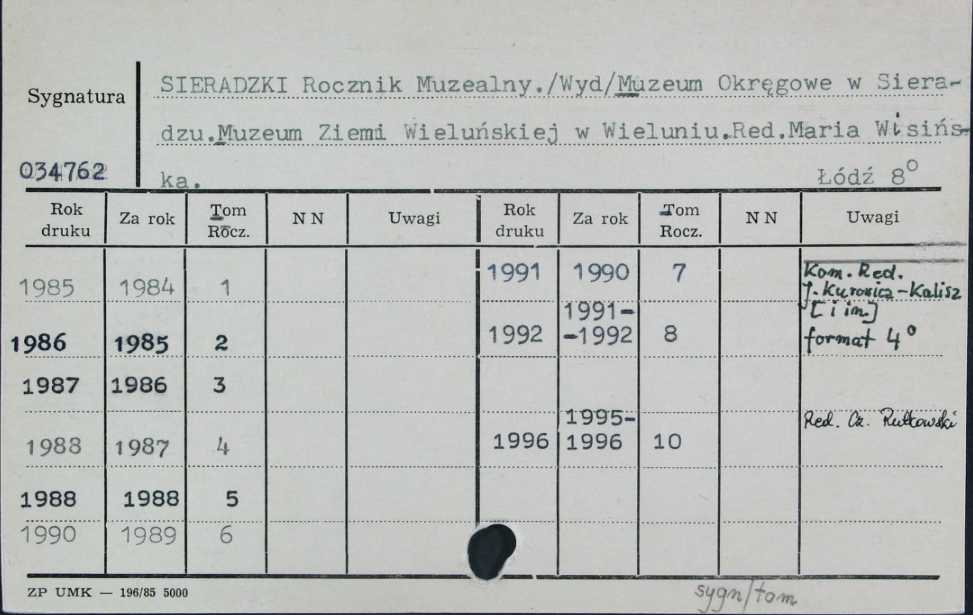 Sygnatura
SIERADZKI Rocznik Muzealny./Wyd/Muzeum Okręgowe w Siera-
dzu.Muzeum Ziemi Wieluńskiej w Wieluniu.Red.Maria Wisińs-
034762
ka. Łódź 8°
Rok druku Za rok Tom Rocz. NN Uwagi Rok druku Za rok Tom Rocz. NN Uwagi
1985 1984 1
1986 1985 2
1987 1986 3
1988 1987 4
1988 1988 5
1990 1989 6
1991 1990 7 Kom. Red.
J. Kurowicz-Kalisz
[i in.]
1992 1991-
-1992 8 format 4°
1996 1995-
1996 10 Red. Cz. Rutkowski
ZP UMK — 196/85 5000
sygn/tom